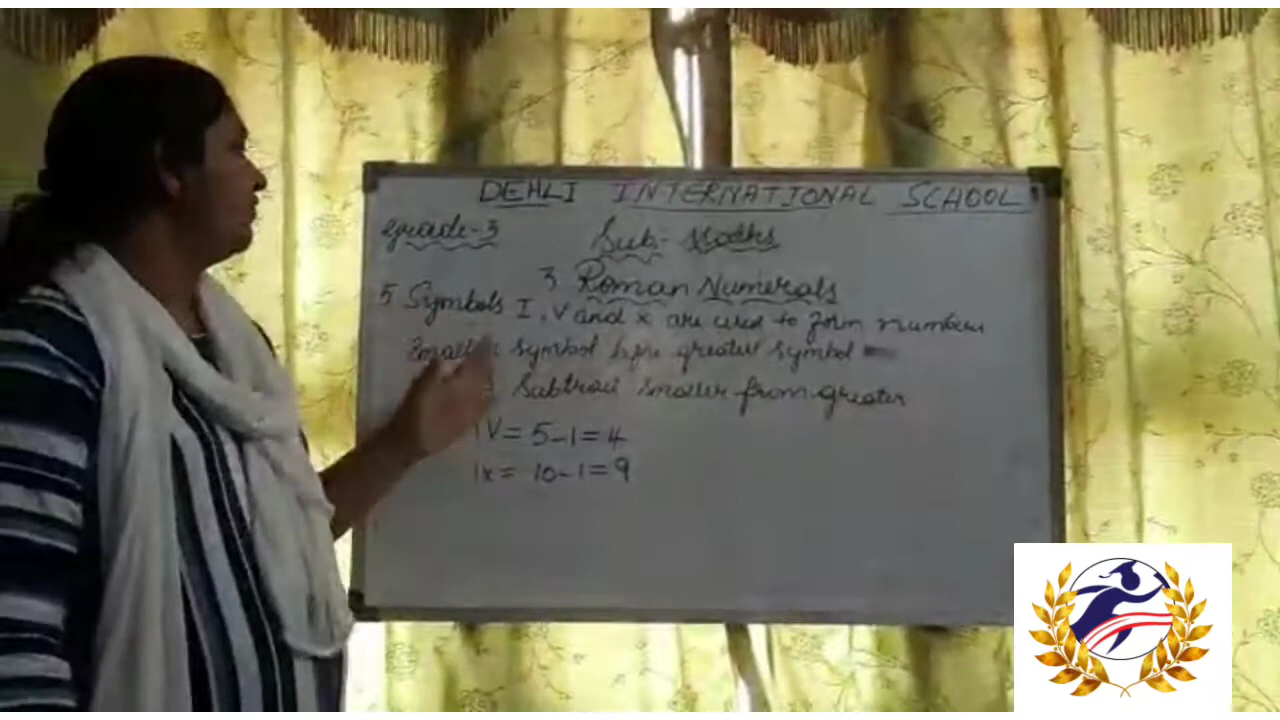 DEHLI INTERNATIONAL SCHOOL
grade-3 Sub- Maths
3 Roman Numerals
5 Symbols I, V and X are used to form numbers
Smaller symbol before greater symbol
Subtract smaller from greater
IV = 5-1=4
IX = 10-1=9